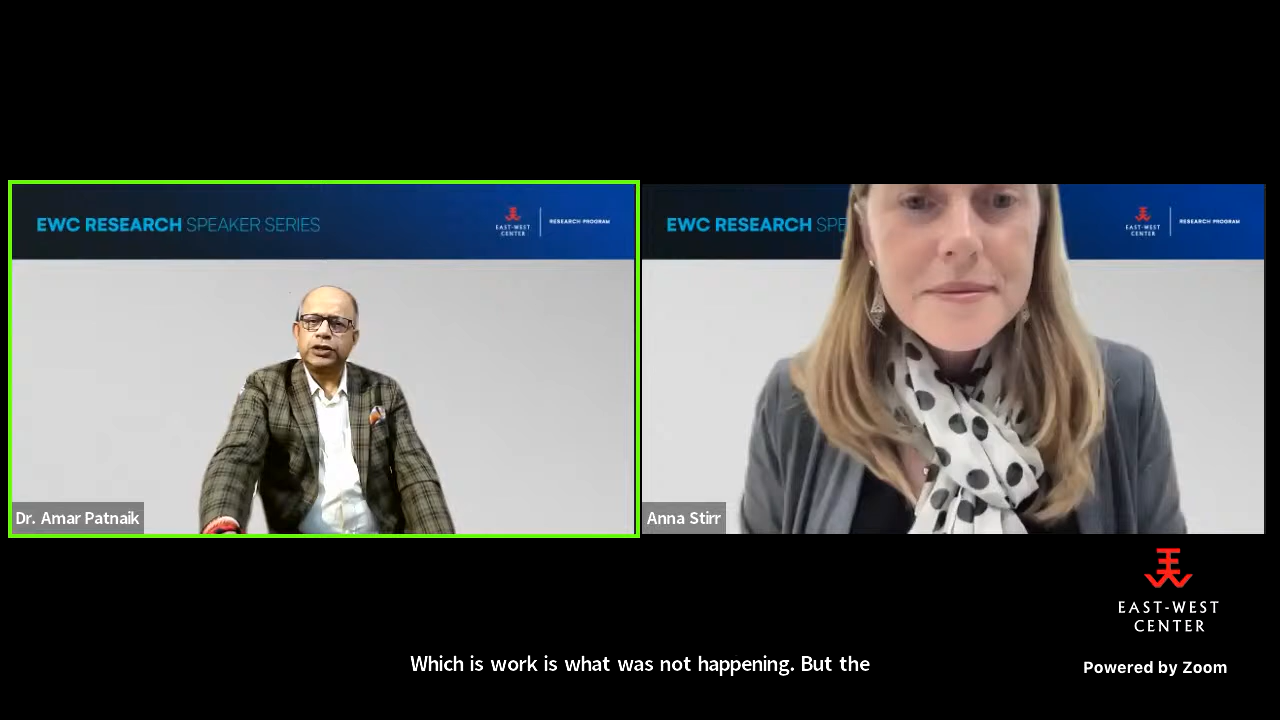 EWC RESEARCH SPEAKER SERIES
EAST-WEST
CENTER
RESEARCH PROGRAM
Dr. Amar Patnaik
EWC RESEARCH SPE
EAST-WEST
CENTER
RESEARCH PROGRAM
Anna Stirr
EAST-WEST
CENTER
Which is work is what was not happening. But the
Powered by Zoom